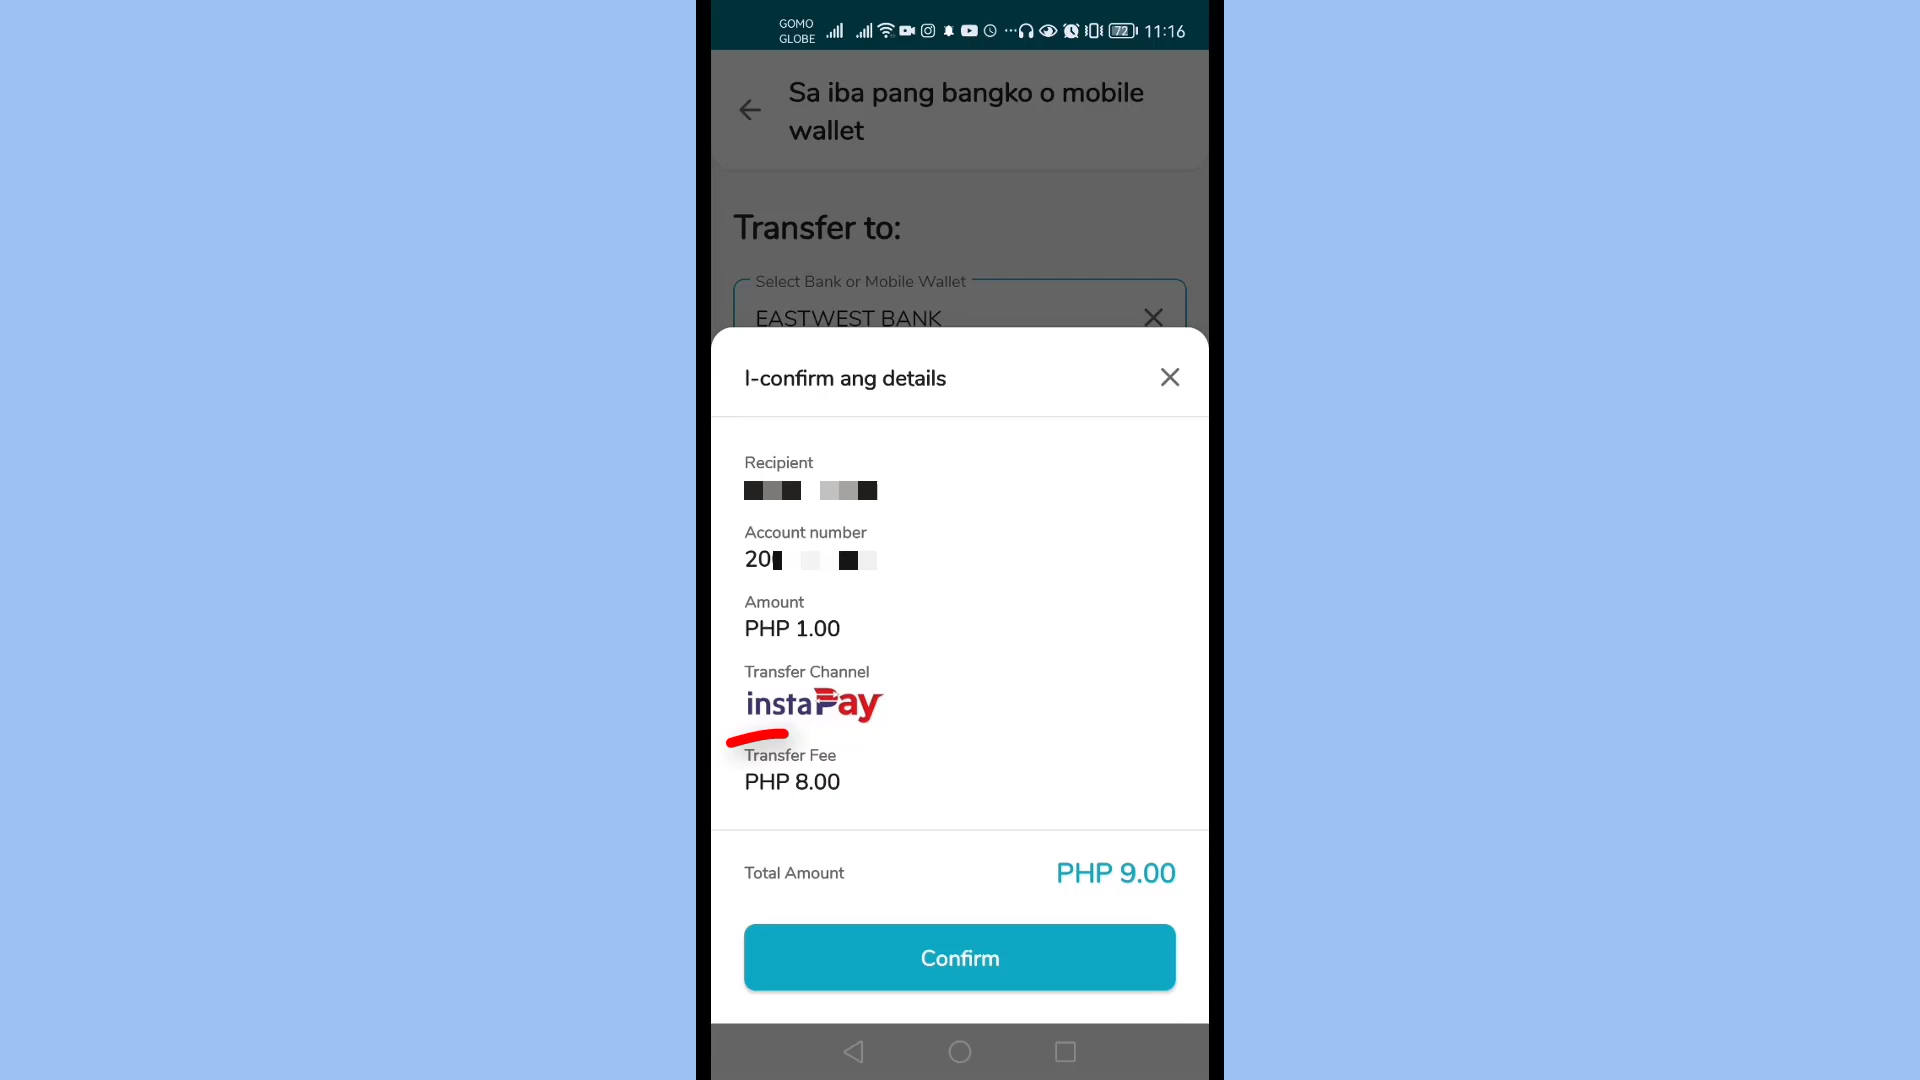 GOMO
GLOBE
72
11:16
Sa iba pang bangko o mobile
wallet
Transfer to:
Select Bank or Mobile Wallet
EASTWEST BANK
I-confirm ang details
Recipient
Account number
20
Amount
PHP 1.00
Transfer Channel
instaPay
Transfer Fee
PHP 8.00
Total Amount
PHP 9.00
Confirm